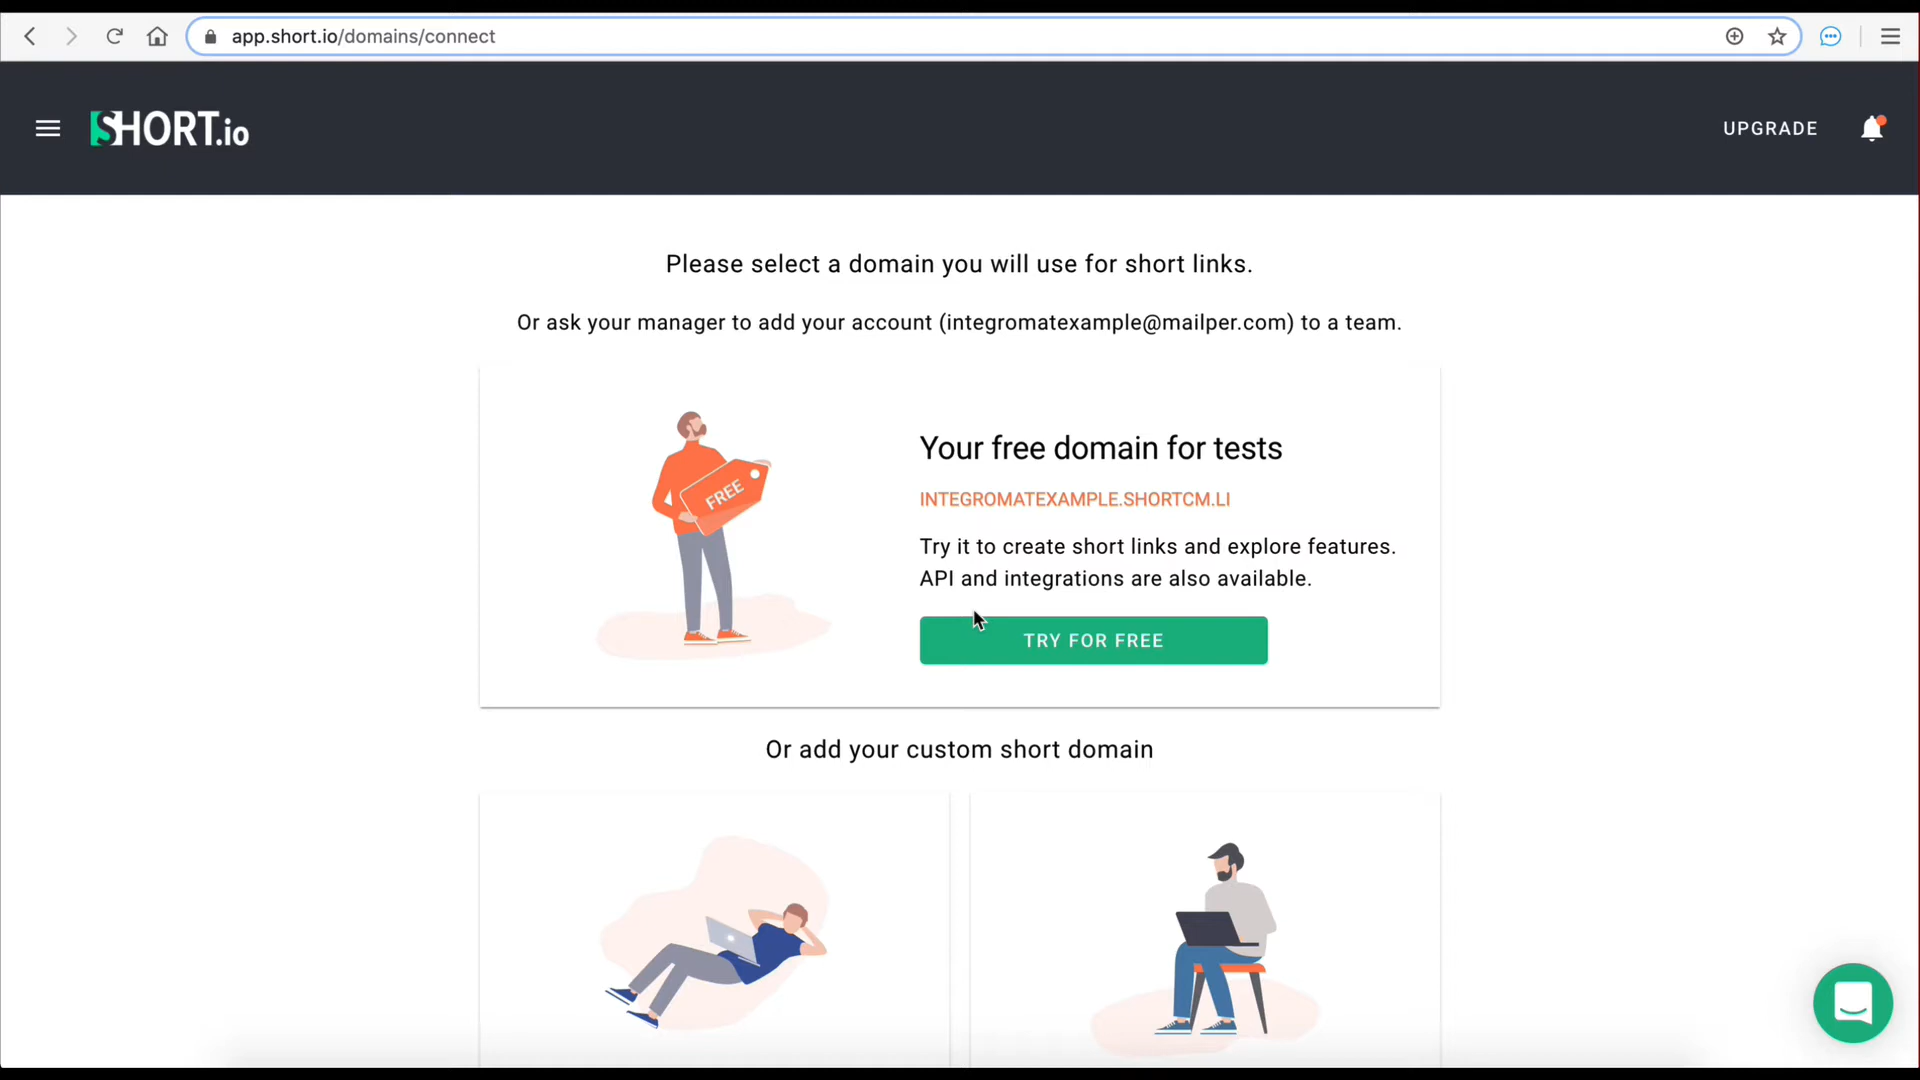 app.short.io/domains/connect
SHORT.io
UPGRADE
Please select a domain you will use for short links.
Or ask your manager to add your account (integromatexample@mailper.com) to a team.
FREE
Your free domain for tests
INTEGROMATEXAMPLE.SHORTCM.LI
Try it to create short links and explore features.
API and integrations are also available.
TRY FOR FREE
Or add your custom short domain